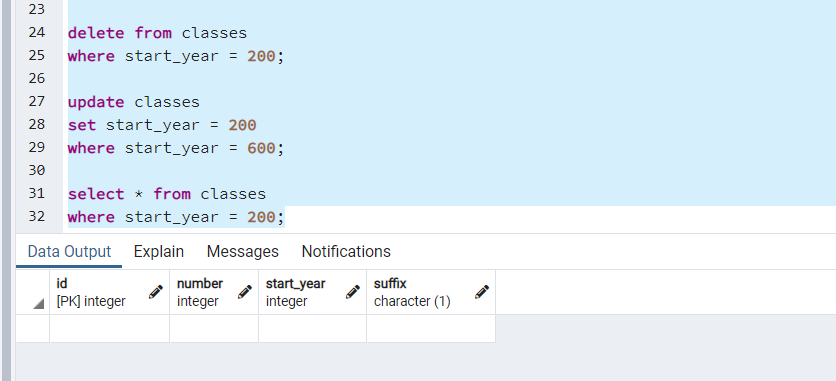 23
24 delete from classes
25 where start_year = 200;
26
27 update classes
28 set start_year = 200
29 where start_year = 600;
30
31 select * from classes
32 where start_year = 200;
Data Output Explain Messages Notifications
id number start_year suffix
[PK] integer integer integer character (1)